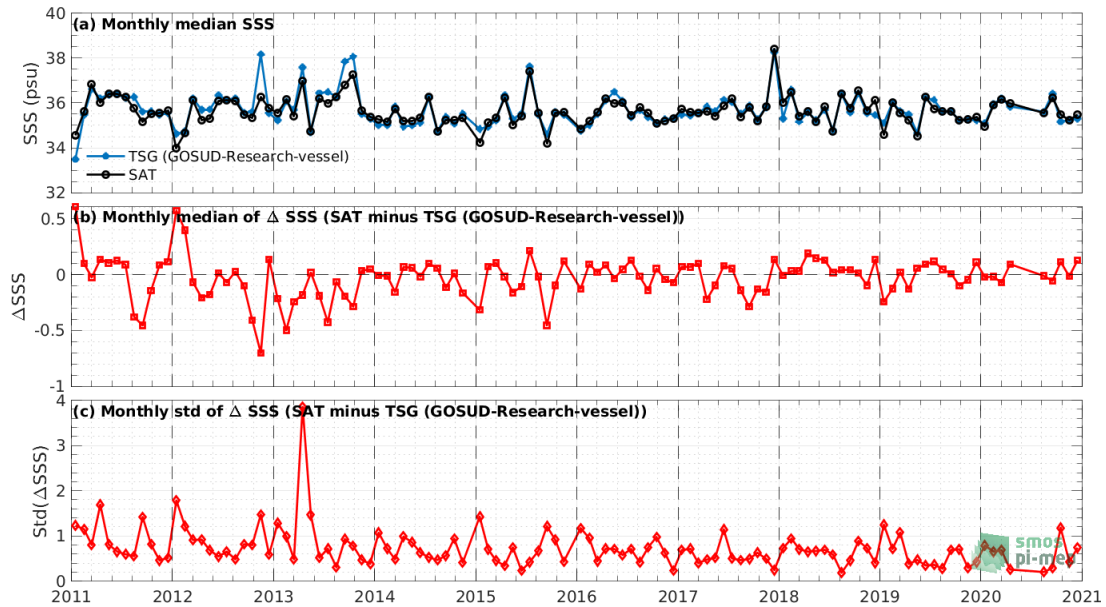 (a) Monthly median SSS
40
38
36
34
32
SSS (psu)
TSG (GOSUD-Research-vessel)
SAT
(b) Monthly median of Δ SSS (SAT minus TSG (GOSUD-Research-vessel))
0.5
0
-0.5
-1
ΔSSS
(c) Monthly std of Δ SSS (SAT minus TSG (GOSUD-Research-vessel))
4
3
2
1
0
Std(ΔSSS)
smos
pi-mep
2011 2012 2013 2014 2015 2016 2017 2018 2019 2020 2021